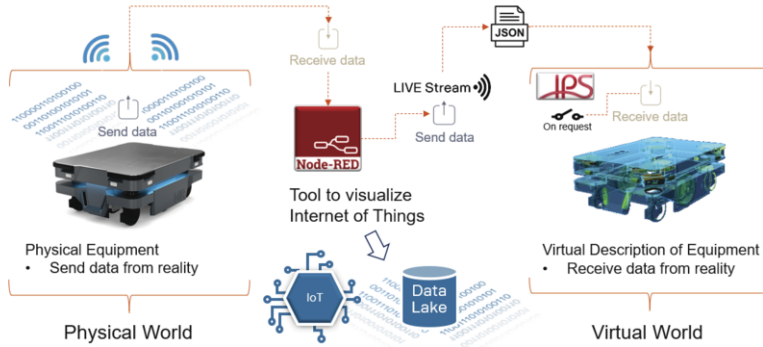 Receive data
JSON
LIVE Stream
IPS
Send data
Send data
On request
Receive data
Node-RED
Tool to visualize
Internet of Things
Physical Equipment
• Send data from reality
Virtual Description of Equipment
• Receive data from reality
IoT
Data
Lake
Physical World
Virtual World